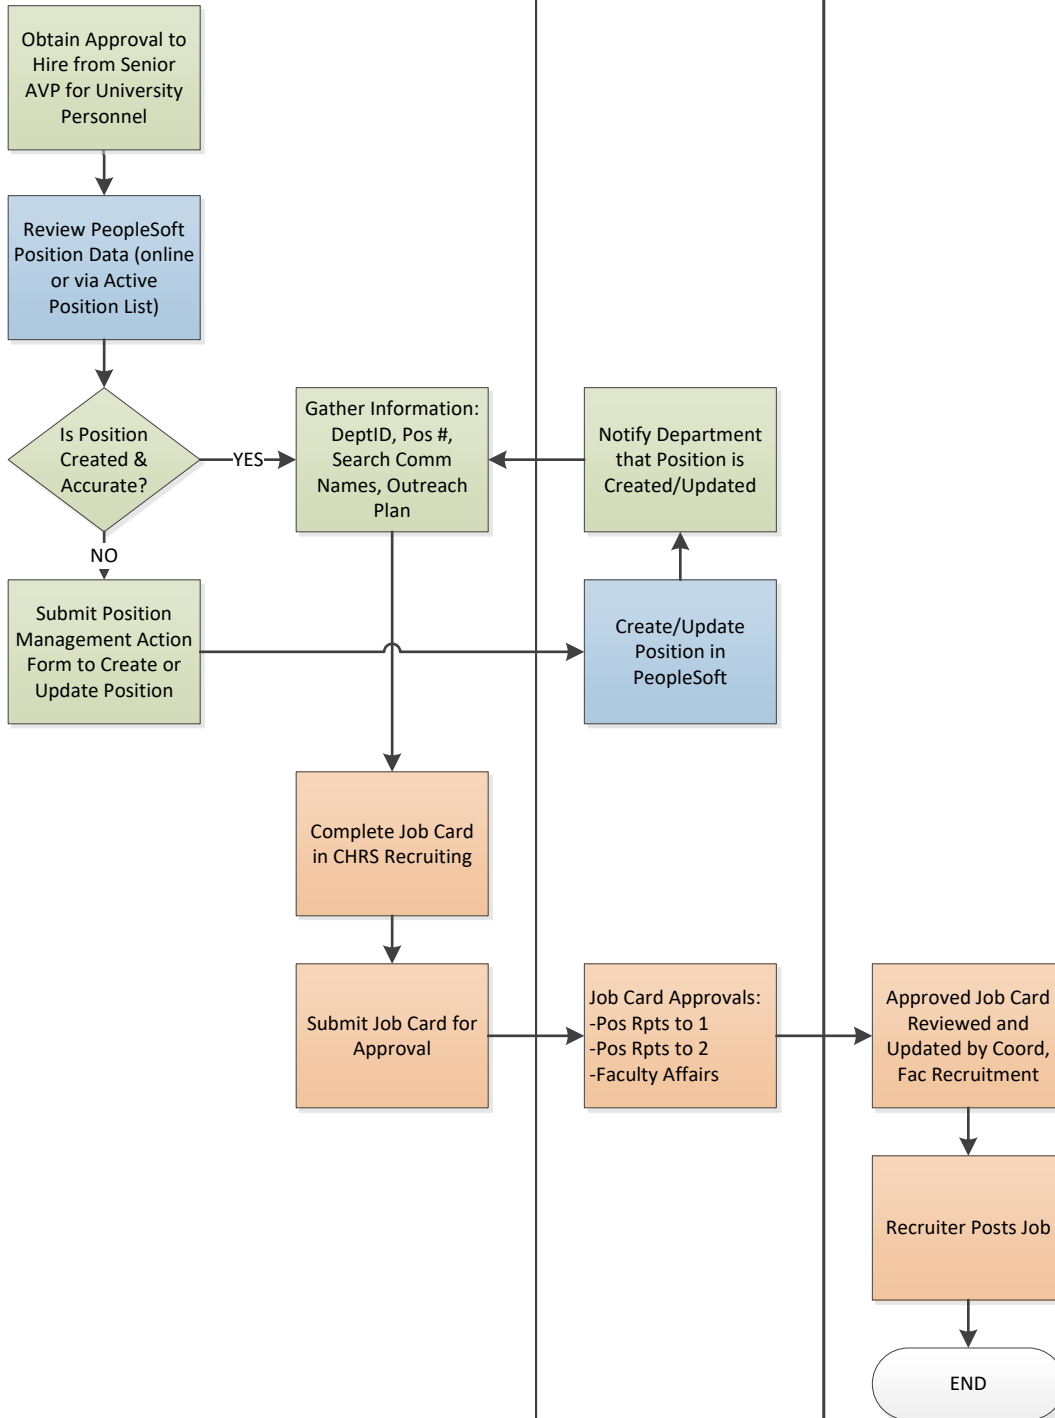 Obtain Approval to
Hire from Senior
AVP for University
Personnel
Review PeopleSoft
Position Data (online
or via Active
Position List)
Is Position
Created &
Accurate?
YES
Gather Information:
DeptID, Pos #,
Search Comm
Names, Outreach
Plan
Notify Department
that Position is
Created/Updated
NO
Submit Position
Management Action
Form to Create or
Update Position
Create/Update
Position in
PeopleSoft
Complete Job Card
in CHRS Recruiting
Submit Job Card for
Approval
Job Card Approvals:
-Pos Rpts to 1
-Pos Rpts to 2
-Faculty Affairs
Approved Job Card
Reviewed and
Updated by Coord,
Fac Recruitment
Recruiter Posts Job
END